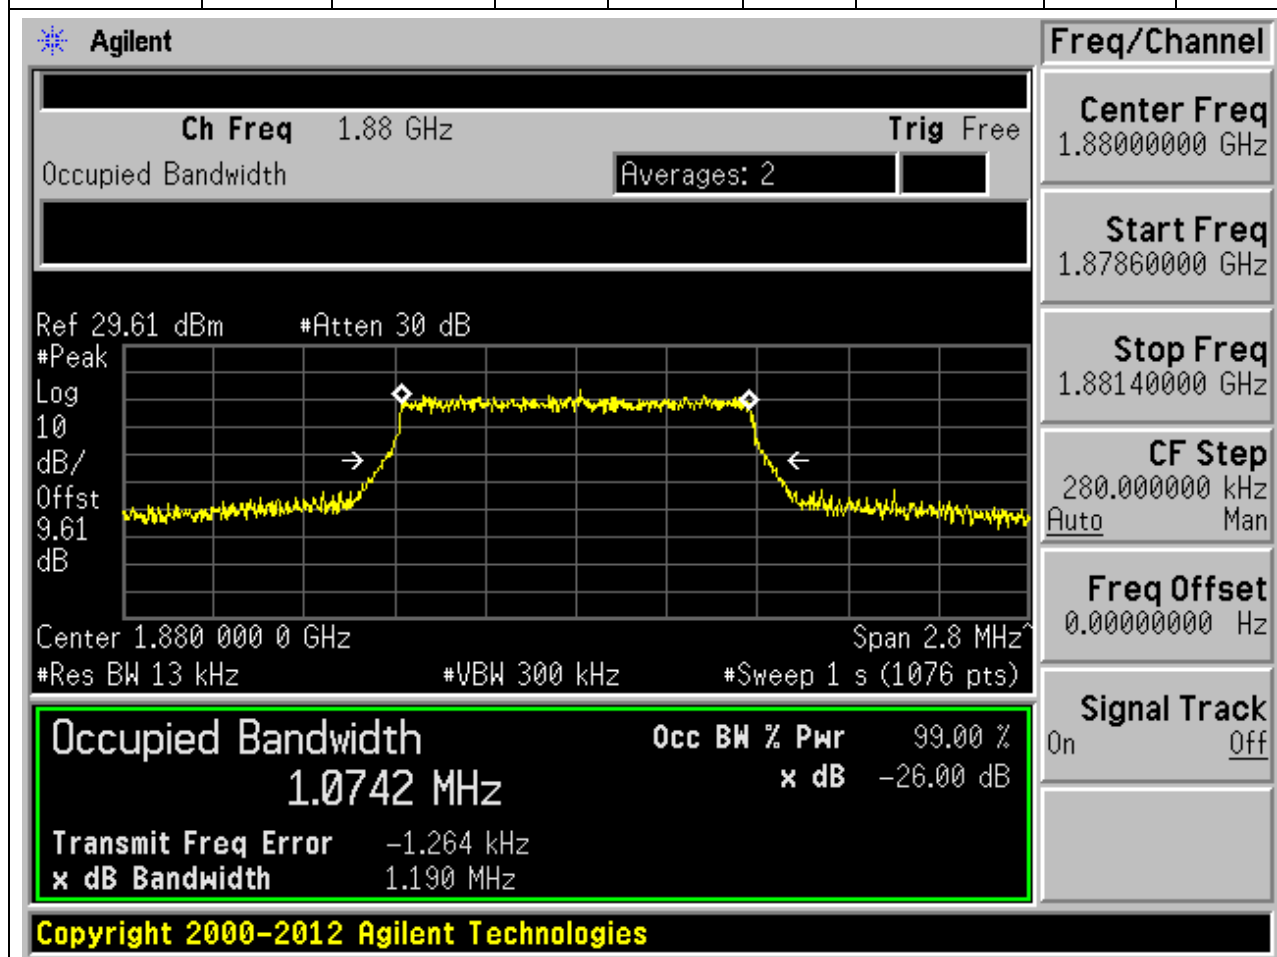 Agilent
Freq/Channel
Ch Freq 1.88 GHz Trig Free
Occupied Bandwidth Averages: 2
Center Freq
1.88000000 GHz
Start Freq
1.87860000 GHz
Stop Freq
1.88140000 GHz
CF Step
280.000000 kHz
Auto Man
Freq Offset
0.00000000 Hz
Signal Track
On Off
Ref 29.61 dBm #Atten 30 dB
#Peak
Log
10
dB/
Offst
9.61
dB
Center 1.880 000 0 GHz Span 2.8 MHz^
#Res BW 13 kHz #VBW 300 kHz #Sweep 1 s (1076 pts)
Occupied Bandwidth Occ BW % Pwr 99.00 %
1.0742 MHz x dB -26.00 dB
Transmit Freq Error -1.264 kHz
x dB Bandwidth 1.190 MHz
Copyright 2000-2012 Agilent Technologies